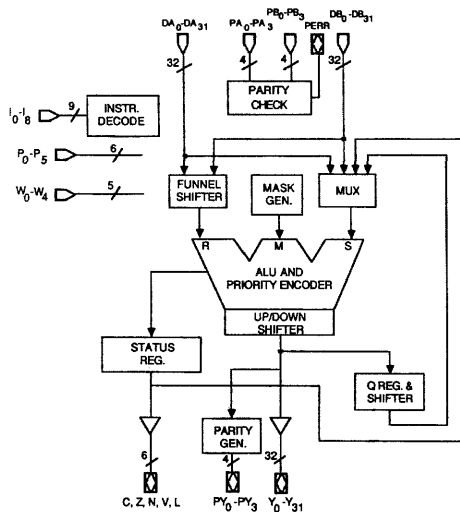 DA0-DA31
PA0-PA3
PB0-PB3
PERR
DB0-DB31
32
4
4
32
PARITY
CHECK
I0-I8
9
INSTR.
DECODE
P0-P5
6
W0-W4
5
FUNNEL
SHIFTER
MASK
GEN.
MUX
R
M
S
ALU AND
PRIORITY ENCODER
UP/DOWN
SHIFTER
STATUS
REG.
Q REG. &
SHIFTER
PARITY
GEN.
6
4
32
C, Z, N, V, L
PY0-PY3
Y0-Y31